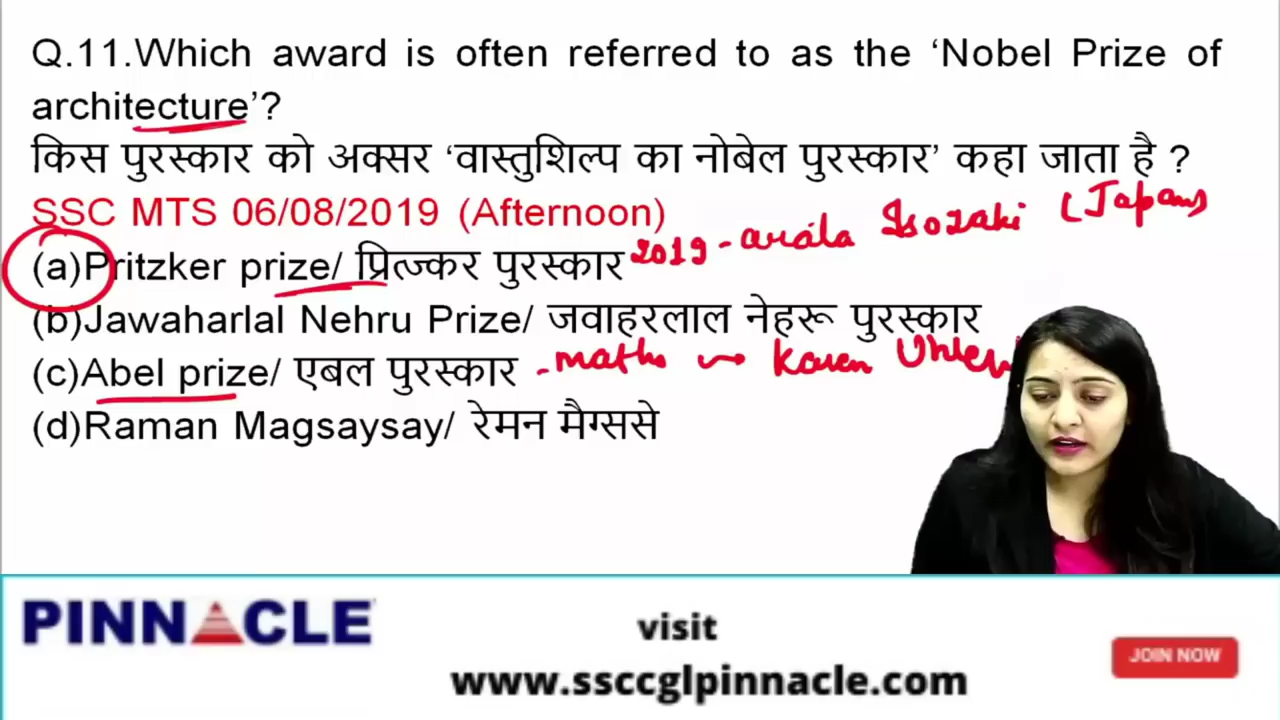 Q.11.Which award is often referred to as the ‘Nobel Prize of
architecture’?
किस पुरस्कार को अक्सर ‘वास्तुशिल्प का नोबेल पुरस्कार’ कहा जाता है ?
SSC MTS 06/08/2019 (Afternoon)
(a)Pritzker prize/ प्रित्ज्कर पुरस्कार 2019 - arata Isozaki (Japan)
(b)Jawaharlal Nehru Prize/ जवाहरलाल नेहरू पुरस्कार
(c)Abel prize/ एबल पुरस्कार - maths → Karen
(d)Raman Magsaysay/ रेमन मैग्ससे
PINNACLE
visit
www.ssccglpinnacle.com
JOIN NOW